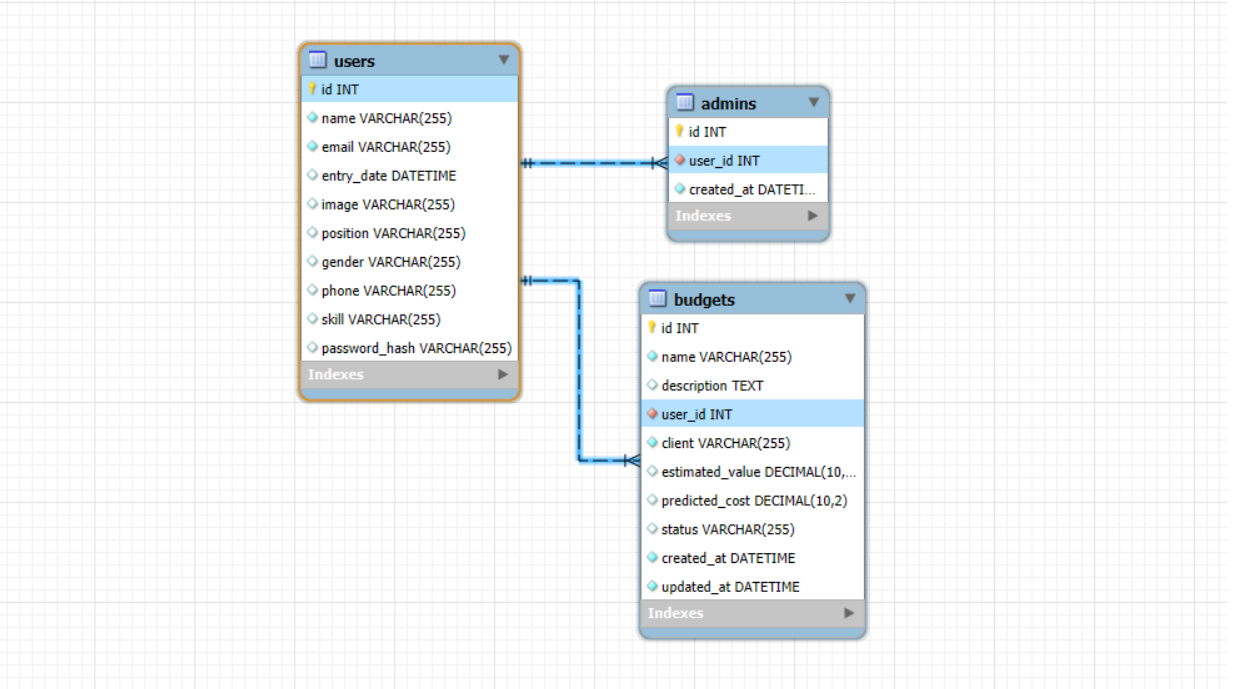 users
id INT
name VARCHAR(255)
email VARCHAR(255)
entry_date DATETIME
image VARCHAR(255)
position VARCHAR(255)
gender VARCHAR(255)
phone VARCHAR(255)
skill VARCHAR(255)
password_hash VARCHAR(255)
Indexes
admins
id INT
user_id INT
created_at DATETI...
Indexes
budgets
id INT
name VARCHAR(255)
description TEXT
user_id INT
client VARCHAR(255)
estimated_value DECIMAL(10,...
predicted_cost DECIMAL(10,2)
status VARCHAR(255)
created_at DATETIME
updated_at DATETIME
Indexes